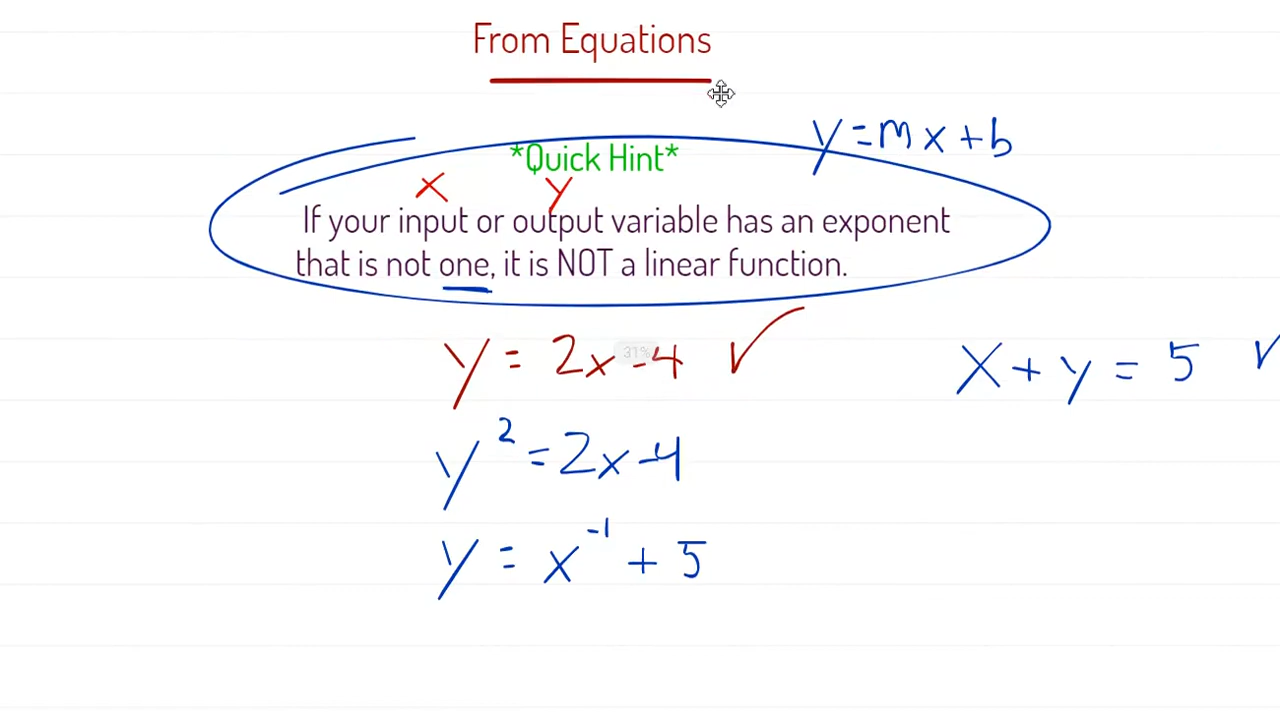 From Equations
y=mx+b
*Quick Hint*
x y
If your input or output variable has an exponent
that is not one, it is NOT a linear function.
y = 2x-4 ✓
31%
x+y=5 ✓
y²=2x-4
y = x⁻¹ + 5